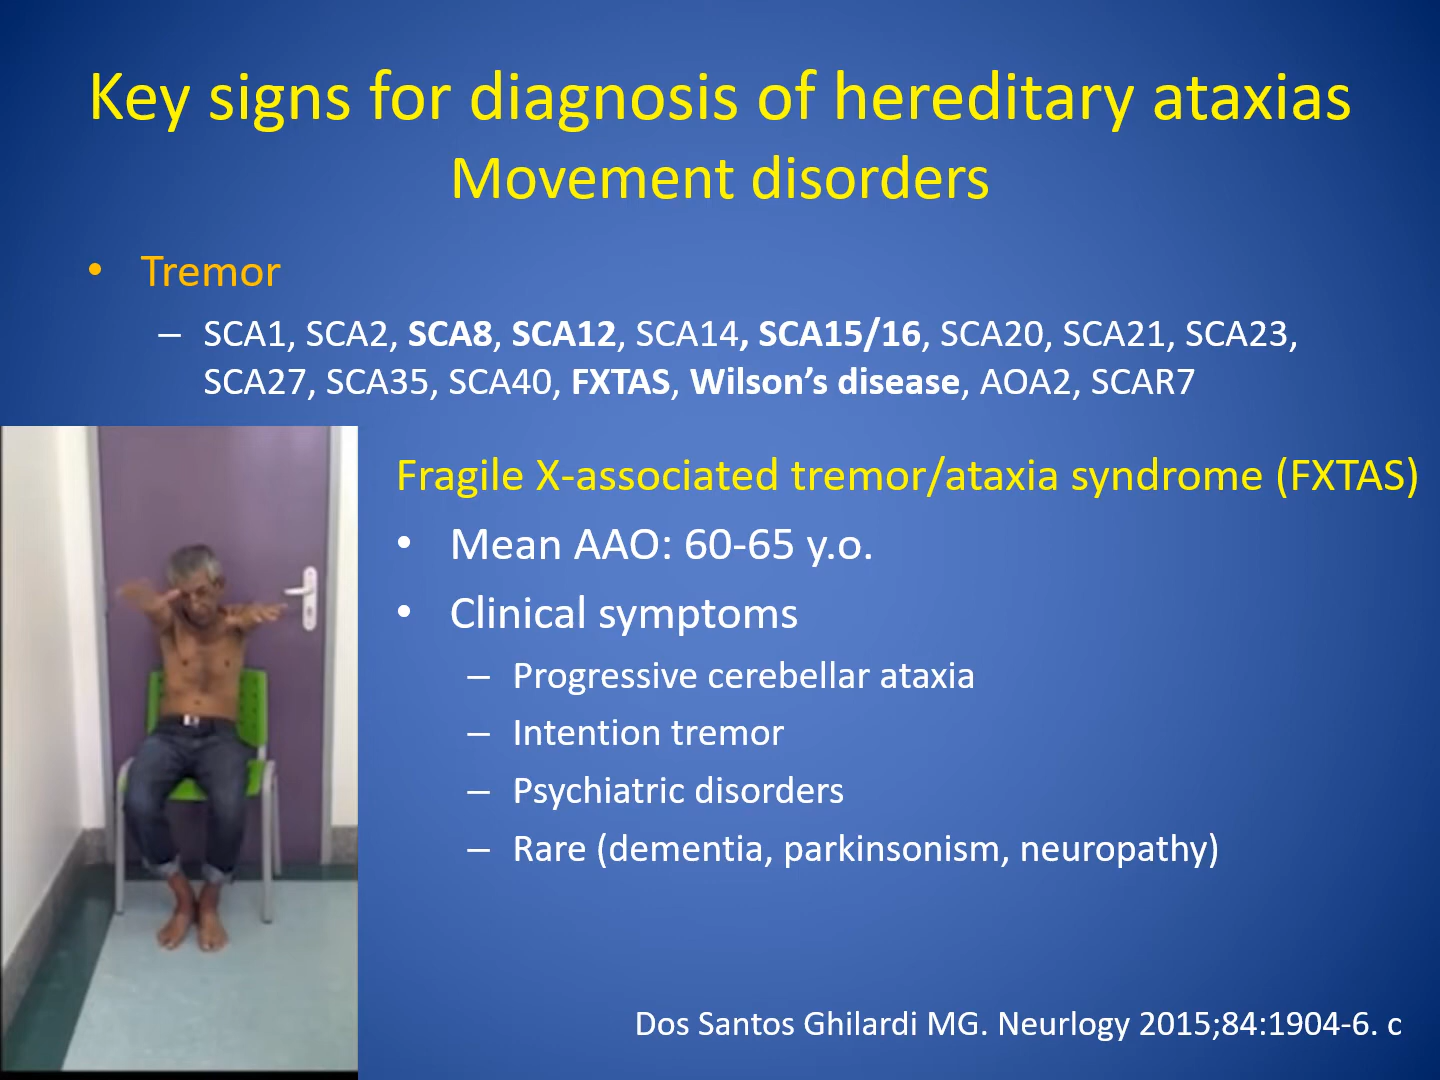 Key signs for diagnosis of hereditary ataxias
Movement disorders
• Tremor
– SCA1, SCA2, SCA8, SCA12, SCA14, SCA15/16, SCA20, SCA21, SCA23,
SCA27, SCA35, SCA40, FXTAS, Wilson’s disease, AOA2, SCAR7
Fragile X-associated tremor/ataxia syndrome (FXTAS)
• Mean AAO: 60-65 y.o.
• Clinical symptoms
– Progressive cerebellar ataxia
– Intention tremor
– Psychiatric disorders
– Rare (dementia, parkinsonism, neuropathy)
Dos Santos Ghilardi MG. Neurlogy 2015;84:1904-6. c